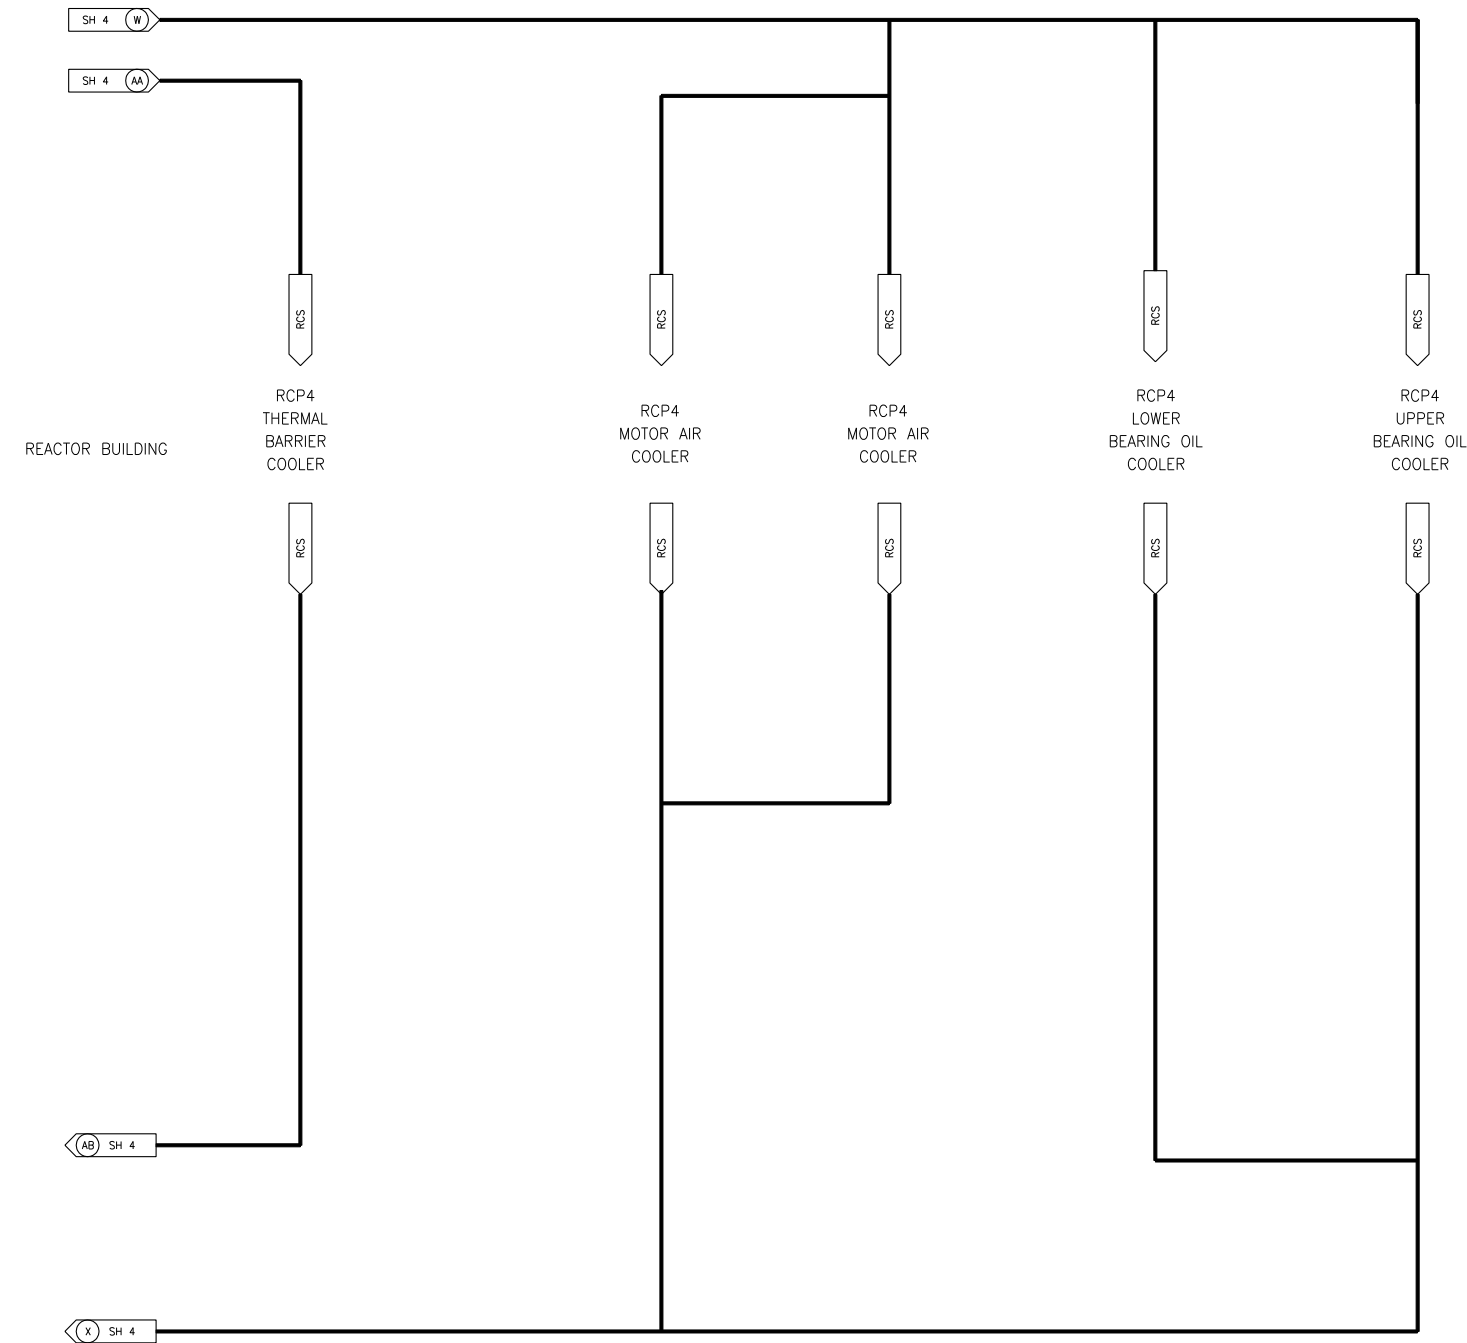 SH 4 W
SH 4 AA
RCS
RCS
RCS
RCS
RCS
REACTOR BUILDING
RCP4
THERMAL
BARRIER
COOLER
RCP4
MOTOR AIR
COOLER
RCP4
MOTOR AIR
COOLER
RCP4
LOWER
BEARING OIL
COOLER
RCP4
UPPER
BEARING OIL
COOLER
RCS
RCS
RCS
RCS
RCS
AB SH 4
X SH 4